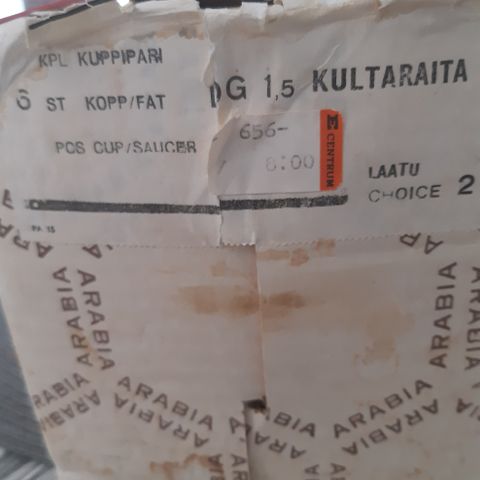 KPL KUPPIPARI
6 ST KOPP/FAT
PCS CUP/SAUCER
DG 1,5 KULTARAITA
656-
8:00
E CENTRUM
LAATU
CHOICE 2
ARABIA
ARABIA
ARABIA
ARABIA
ARABIA
ARABIA
ARABIA
ARABIA
ARABIA
ARABIA